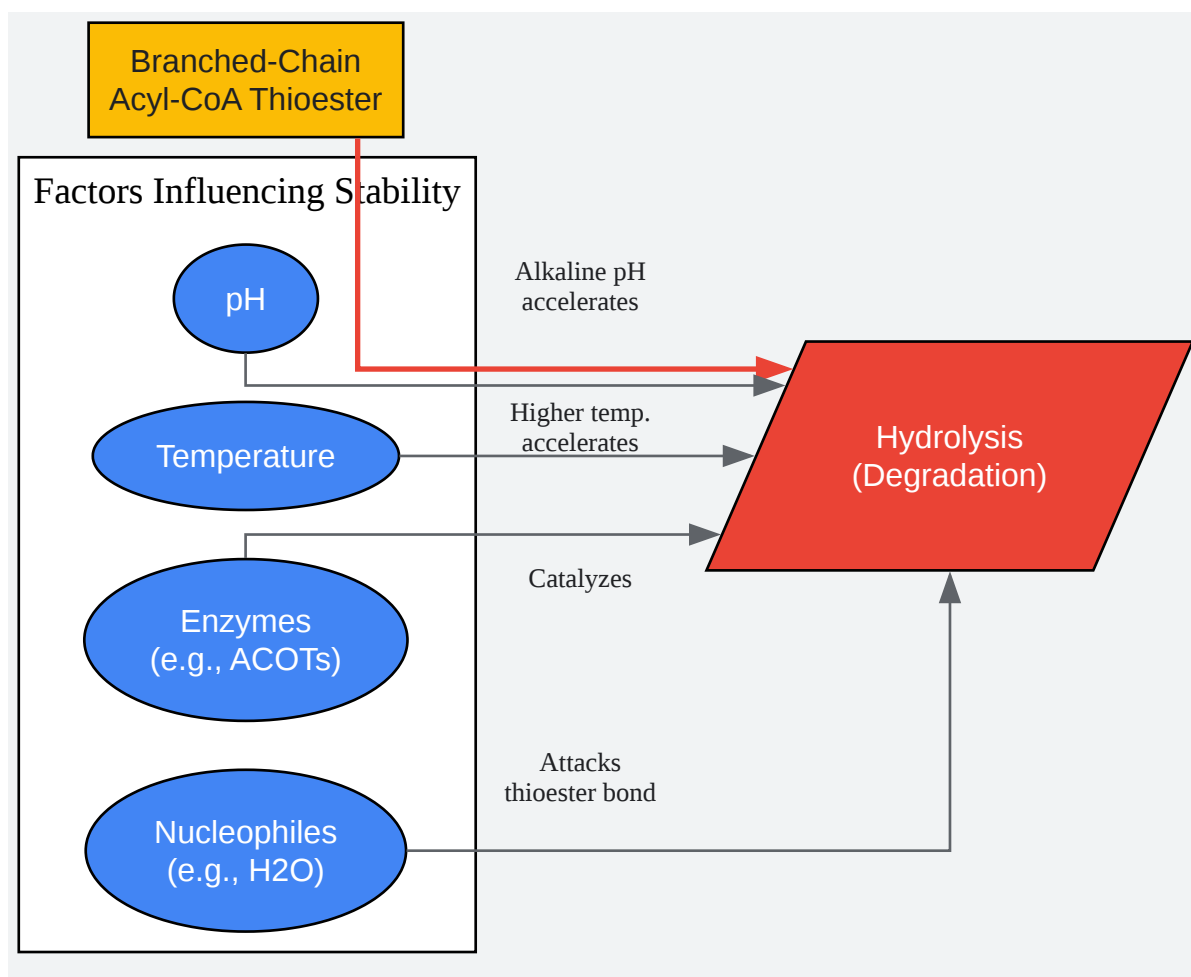 Branched-Chain
Acyl-CoA Thioester
Factors Influencing Stability
pH
Alkaline pH
accelerates
Temperature
Higher temp.
accelerates
Hydrolysis
(Degradation)
Enzymes
(e.g., ACOTs)
Catalyzes
Nucleophiles
(e.g., H2O)
Attacks
thioester bond